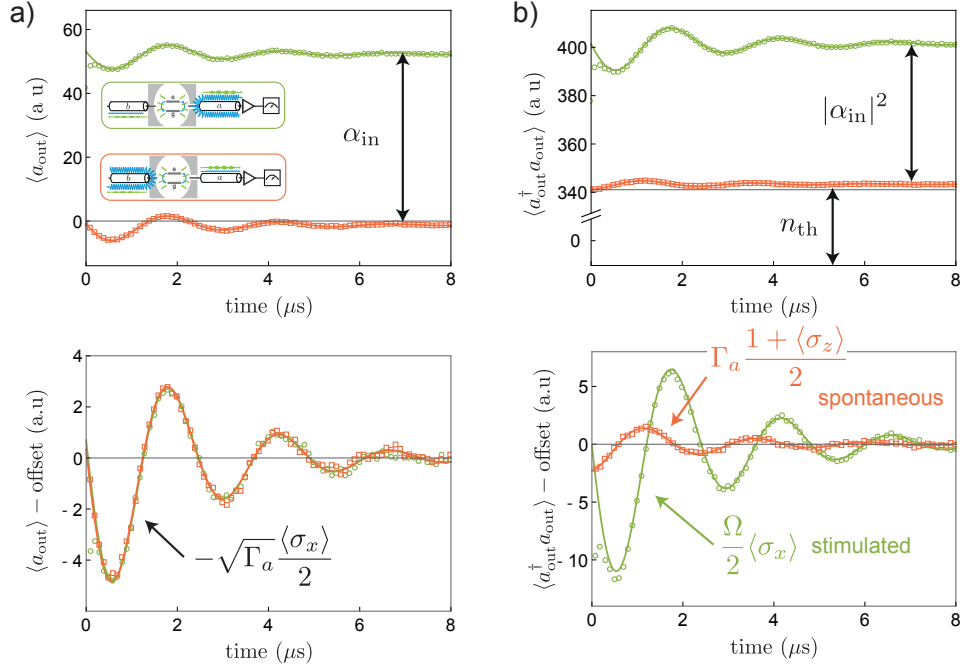 a)
⟨a_out⟩ (a u)
60
40
20
0
b
e
g
a
b
e
g
a
α_in
0 2 4 6 8
time (μs)
b)
⟨a†_out a_out⟩ (a u)
400
380
360
340
0
|α_in|²
n_th
0 2 4 6 8
time (μs)
⟨a_out⟩ − offset (a.u)
4
2
0
- 2
- 4
−√Γ_a ⟨σ_x⟩/2
0 2 4 6 8
time (μs)
⟨a†_out a_out⟩ − offset (a.u)
5
0
-5
-10
Γ_a (1 + ⟨σ_z⟩)/2
spontaneous
Ω/2 ⟨σ_x⟩ stimulated
0 2 4 6 8
time (μs)